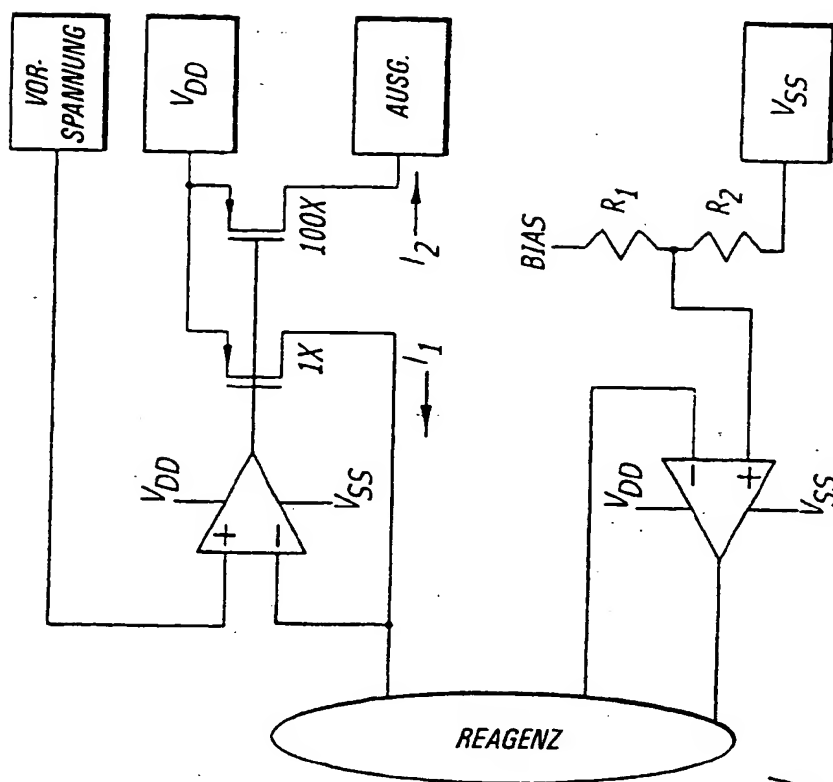 VOR-
SPANNUNG
V_DD
AUSG.
100X
I_2
1X
I_1
V_DD
+
−
V_SS
BIAS
R_1
R_2
V_SS
V_DD
−
+
V_SS
REAGENZ